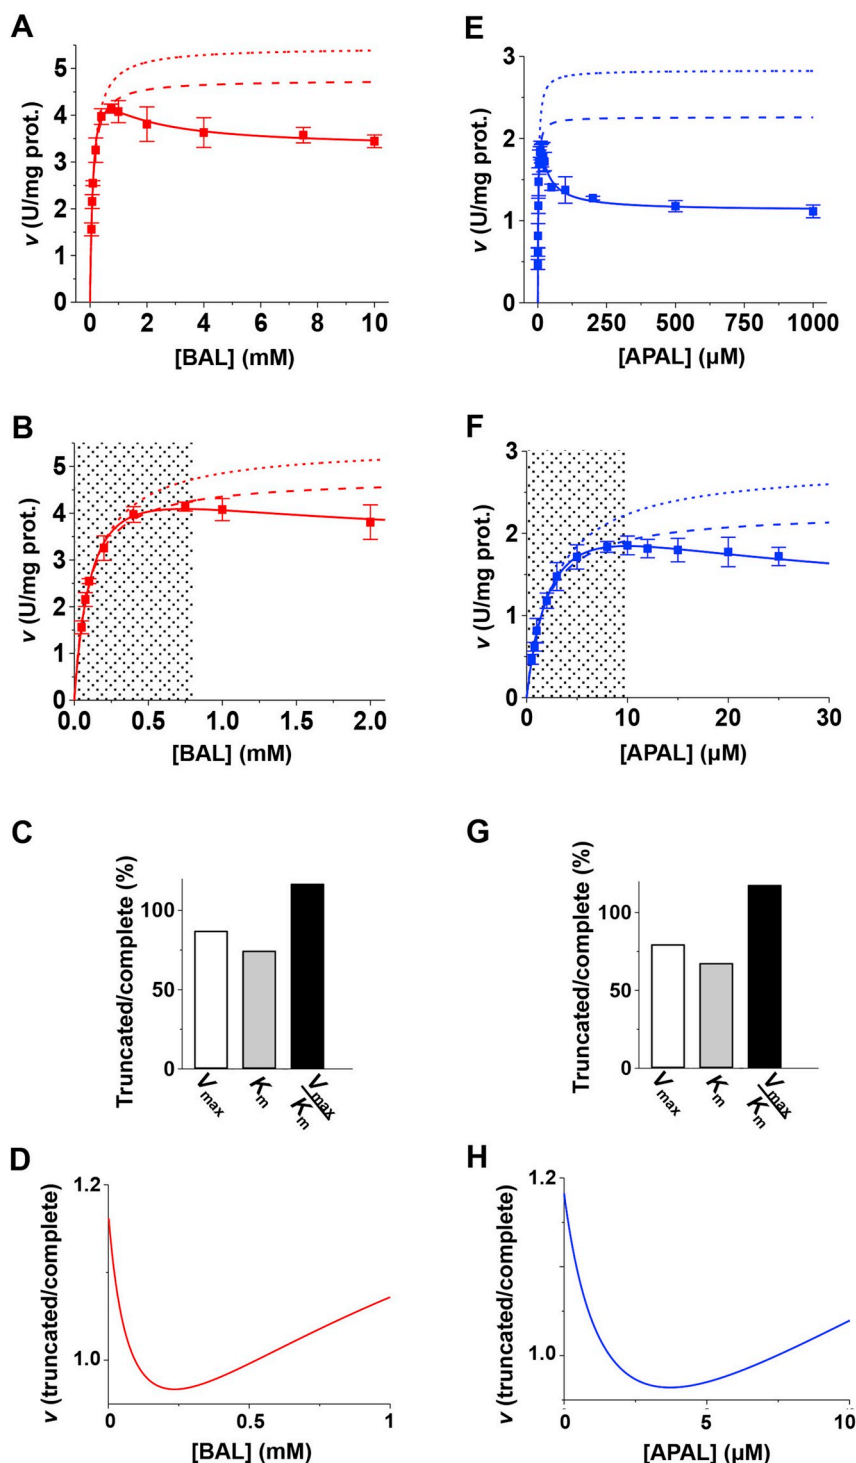 A
v (U/mg prot.)
5
4
3
2
1
0
0 2 4 6 8 10
[BAL] (mM)
E
v (U/mg prot.)
3
2
1
0
0 250 500 750 1000
[APAL] (µM)
B
v (U/mg prot.)
5
4
3
2
1
0
0.0 0.5 1.0 1.5 2.0
[BAL] (mM)
F
v (U/mg prot.)
3
2
1
0
0 10 20 30
[APAL] (µM)
C
Truncated/complete (%)
100
50
0
Vmax Km Vmax/Km
G
Truncated/complete (%)
100
50
0
Vmax Km Vmax/Km
D
v (truncated/complete)
1.2
1.0
0 0.5 1
[BAL] (mM)
H
v (truncated/complete)
1.2
1.0
0 5 10
[APAL] (µM)